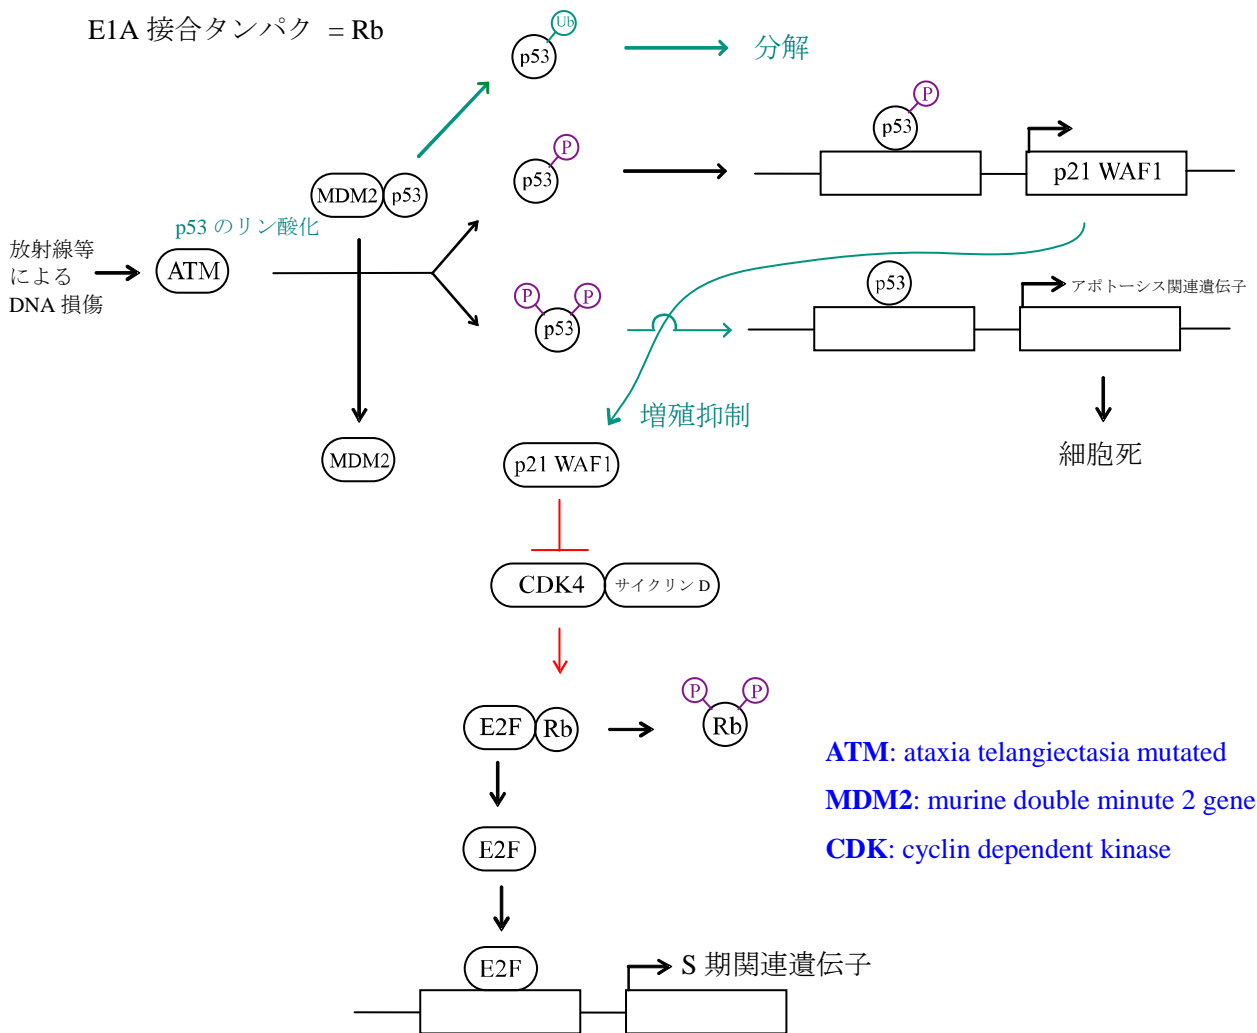 E1A 接合タンパク = Rb
Ub
p53
分解
P
p53
P
p53
p21 WAF1
MDM2
p53
p53 のリン酸化
放射線等
による
DNA 損傷
ATM
P
P
p53
p53
アポトーシス関連遺伝子
増殖抑制
細胞死
MDM2
p21 WAF1
CDK4
サイクリン D
P
P
E2F
Rb
Rb
ATM: ataxia telangiectasia mutated
MDM2: murine double minute 2 gene
CDK: cyclin dependent kinase
E2F
E2F
S 期関連遺伝子